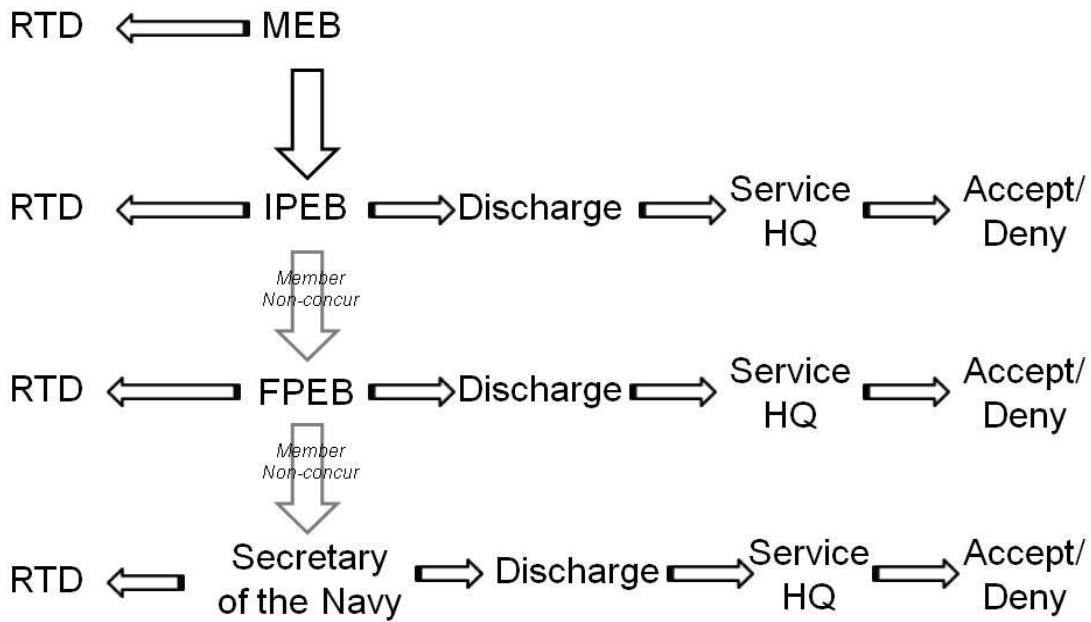 RTD MEB
RTD IPEB Discharge Service HQ Accept/ Deny
Member
Non-concur
RTD FPEB Discharge Service HQ Accept/ Deny
Member
Non-concur
RTD Secretary of the Navy Discharge Service HQ Accept/ Deny